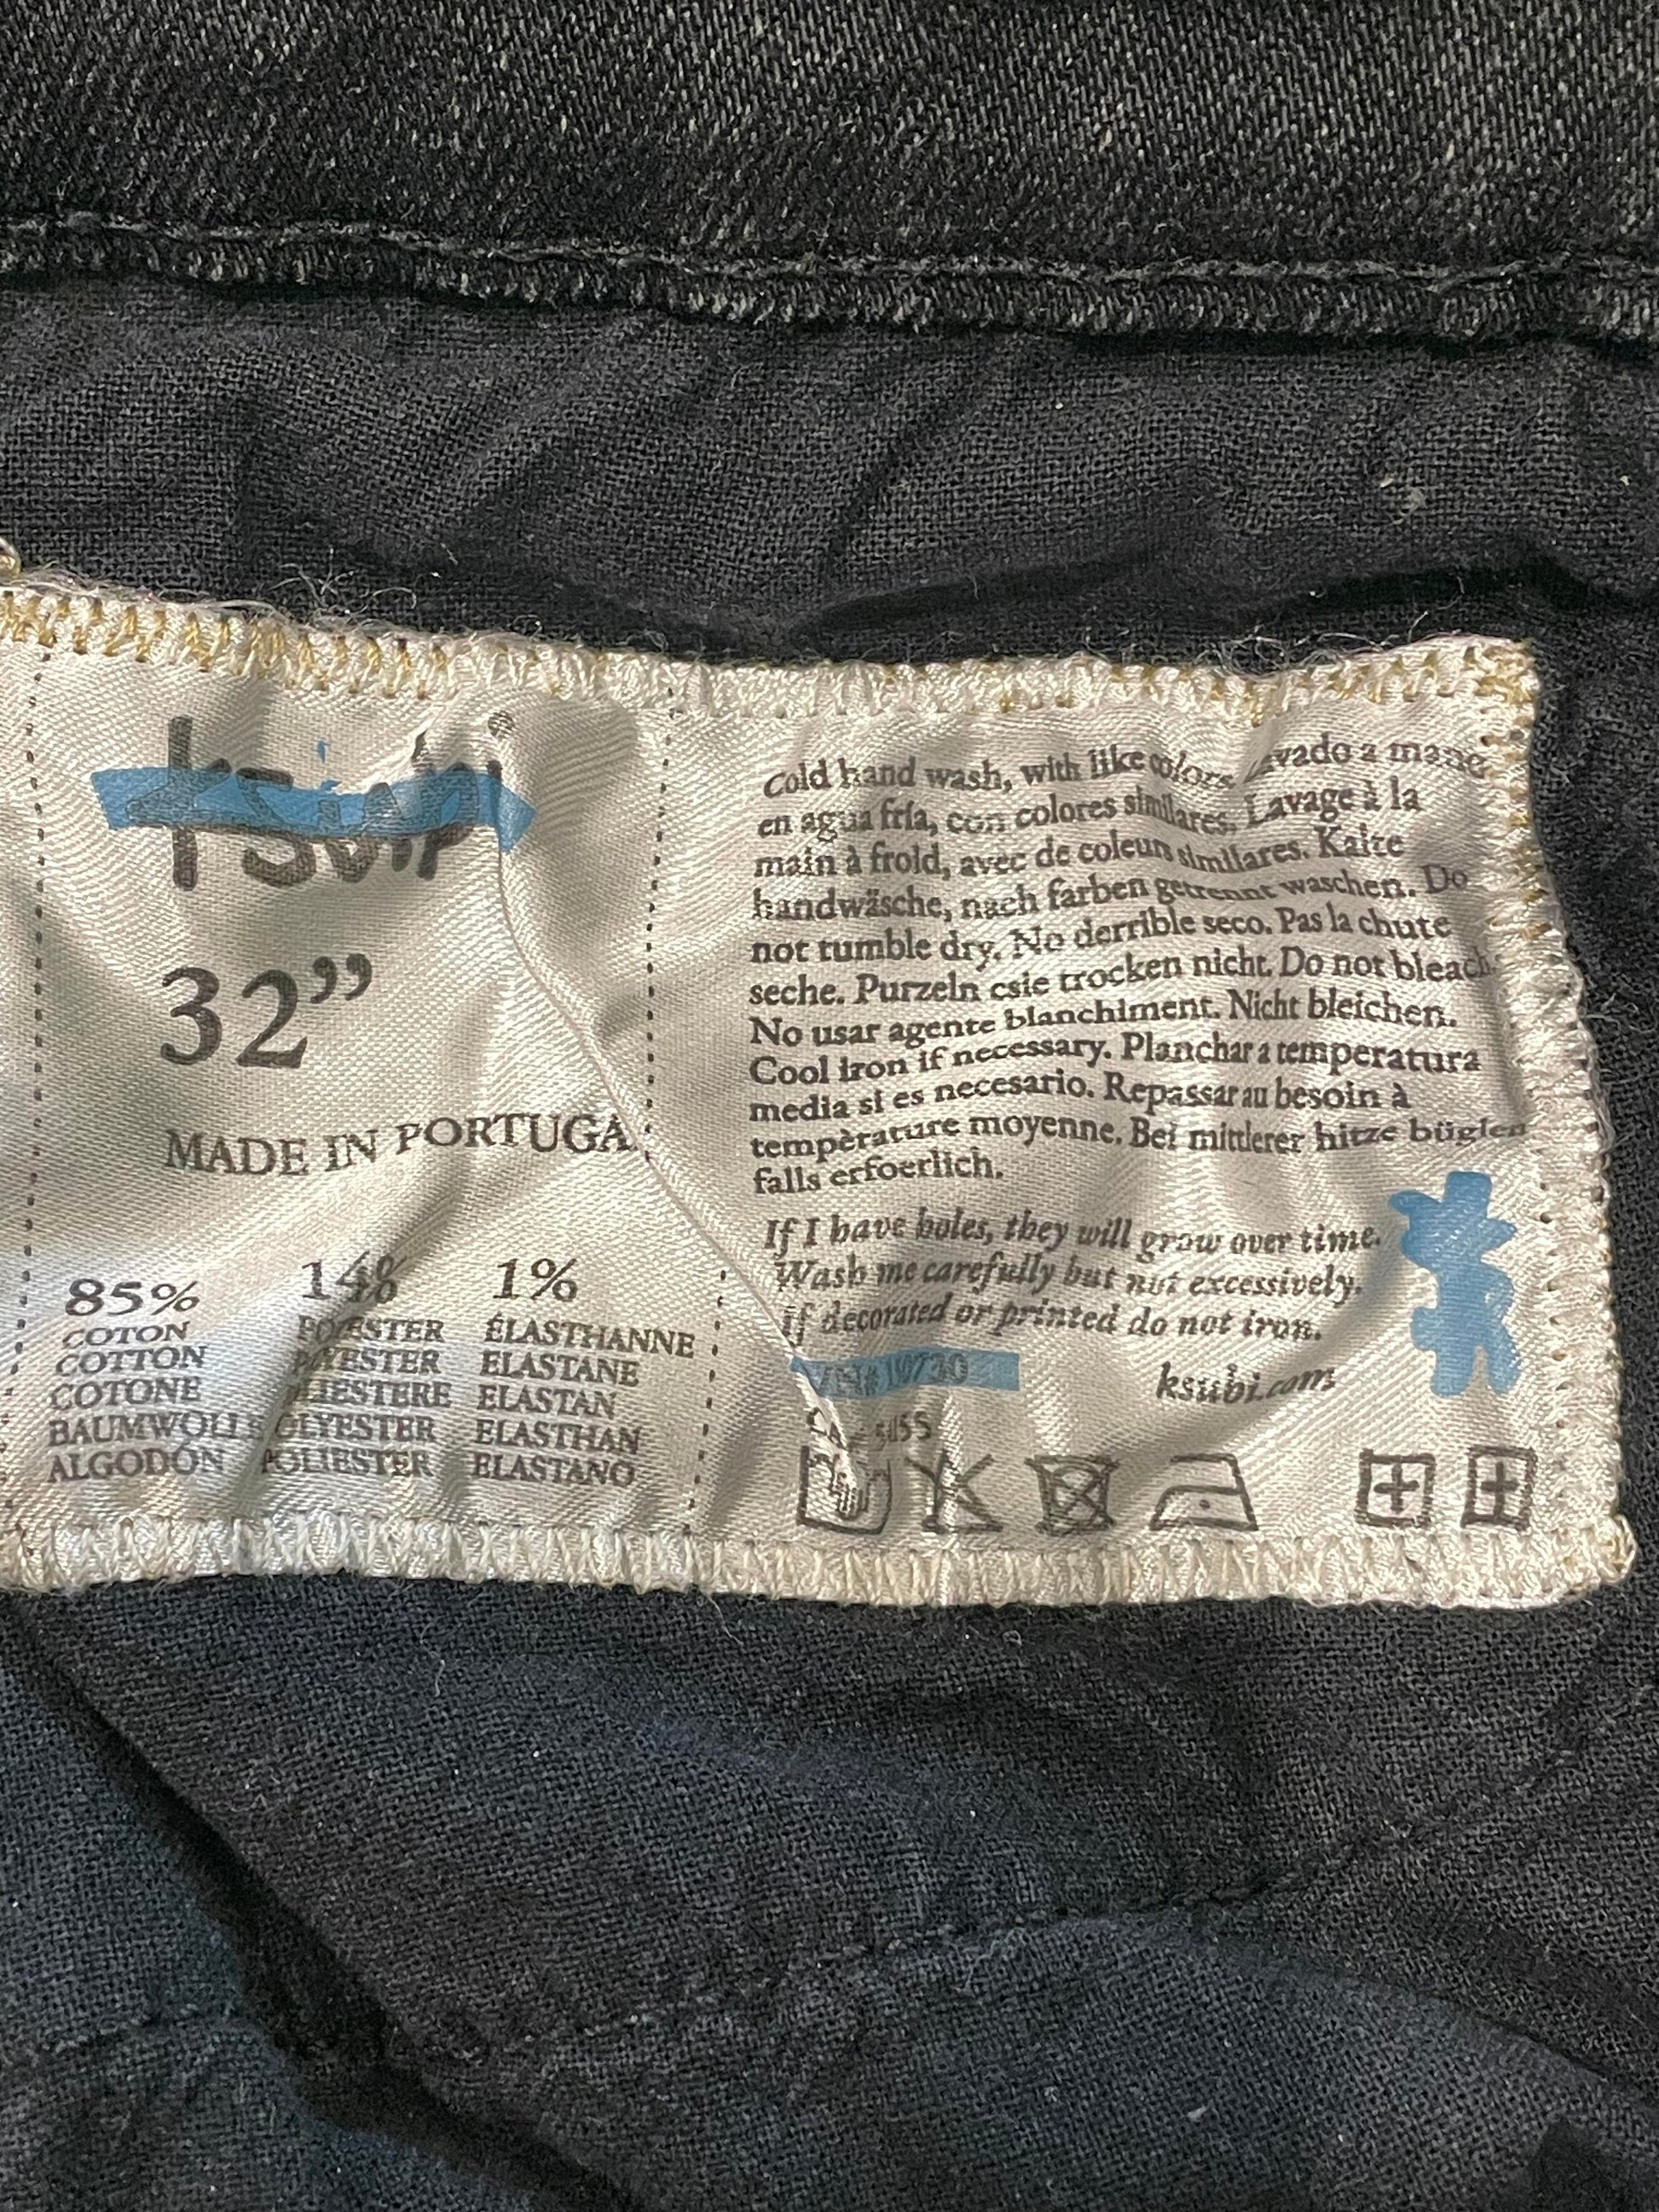 ksubi
32”
MADE IN PORTUGA
85% 14% 1%
COTON POLYESTER ÉLASTHANNE
COTTON POLYESTER ELASTANE
COTONE LIESTERE ELASTAN
BAUMWOLLE OLYESTER ELASTHAN
ALGODÓN POLIESTER ELASTANO
Cold hand wash, with like colors. Lavado a mano
en agua fría, con colores similares. Lavage à la
main à froid, avec de coleurs similares. Kalte
handwäsche, nach farben getrennt waschen. Do
not tumble dry. No derrible seco. Pas la chute
seche. Purzeln csie trocken nicht. Do not bleach.
No usar agente blanchiment. Nicht bleichen.
Cool iron if necessary. Planchar a temperatura
media si es necesario. Repassar au besoin à
tempèrature moyenne. Bei mittlerer hitze büglen
falls erfoerlich.
If I have holes, they will grow over time.
Wash me carefully but not excessively.
If decorated or printed do not iron.
10730
ksubi.com